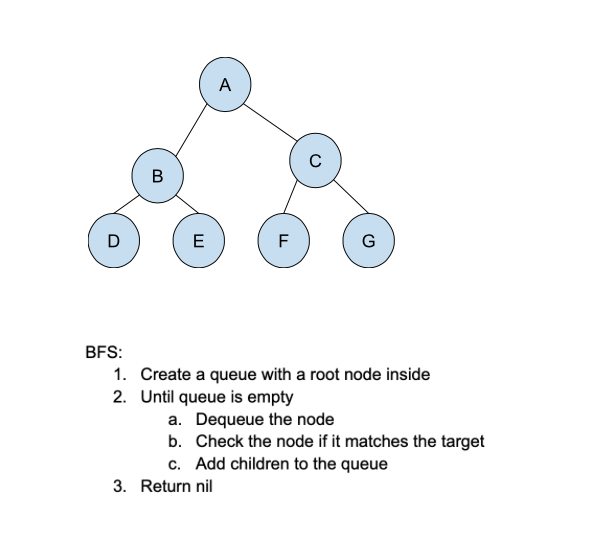 A
C
B
D E F G
BFS:
1. Create a queue with a root node inside
2. Until queue is empty
a. Dequeue the node
b. Check the node if it matches the target
c. Add children to the queue
3. Return nil